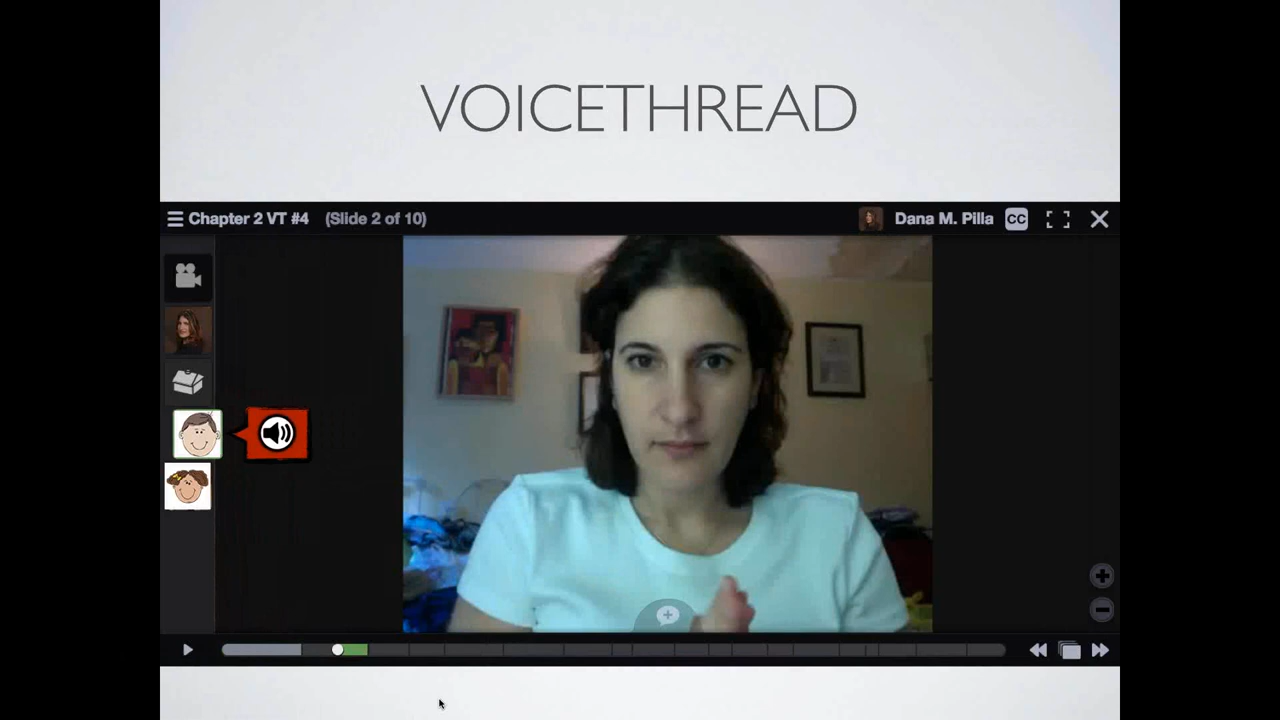 VOICETHREAD
Chapter 2 VT #4 (Slide 2 of 10) Dana M. Pilla CC